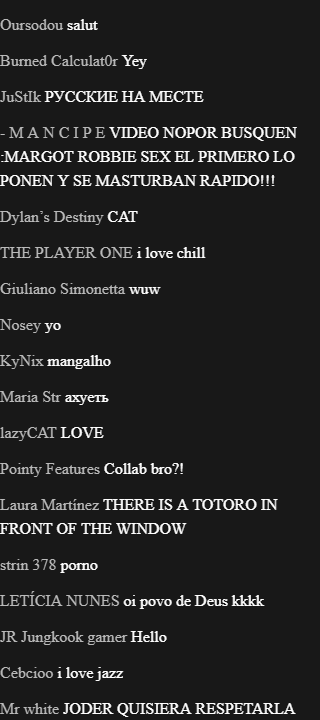 Oursodou salut
Burned Calculat0r Yey
JuStIk РУССКИЕ НА МЕСТЕ
- M A N C I P E VIDEO NOPOR BUSQUEN
:MARGOT ROBBIE SEX EL PRIMERO LO
PONEN Y SE MASTURBAN RAPIDO!!!
Dylan’s Destiny CAT
THE PLAYER ONE i love chill
Giuliano Simonetta wuw
Nosey yo
KyNix mangalho
Maria Str ахуеть
lazyCAT LOVE
Pointy Features Collab bro?!
Laura Martínez THERE IS A TOTORO IN
FRONT OF THE WINDOW
strin 378 porno
LETÍCIA NUNES oi povo de Deus kkkk
JR Jungkook gamer Hello
Cebcioo i love jazz
Mr white JODER QUISIERA RESPETARLA